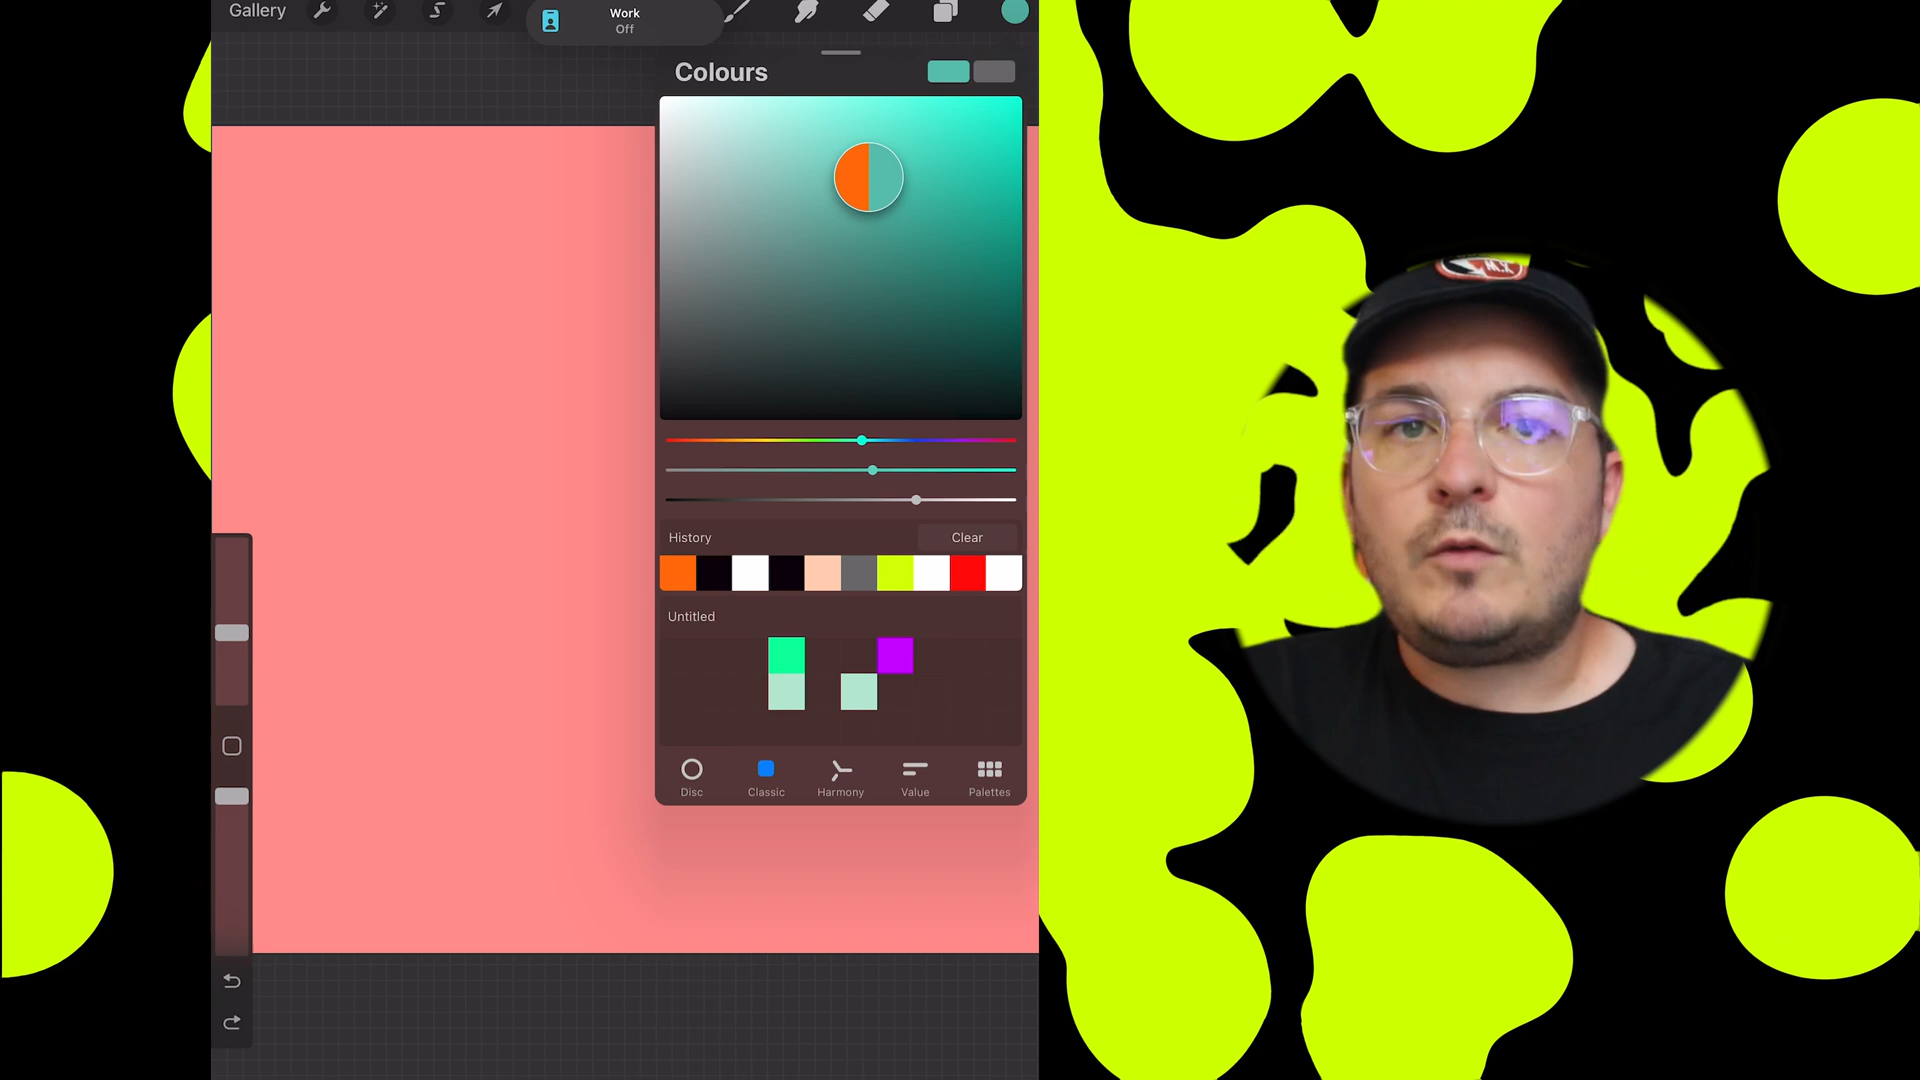 Gallery
Work
Off
Colours
History
Clear
Untitled
Disc
Classic
Harmony
Value
Palettes